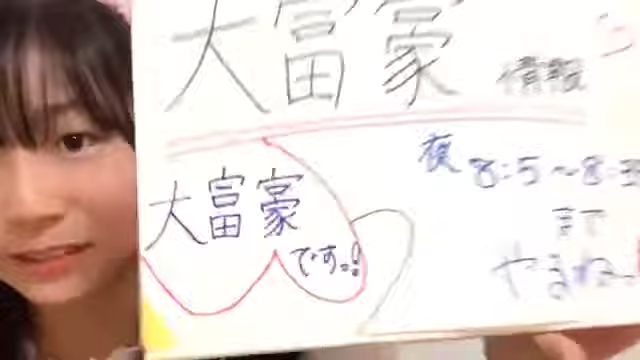 大富豪 情報
大富豪
です。!
夜 8:5~8:3
まで
やるね